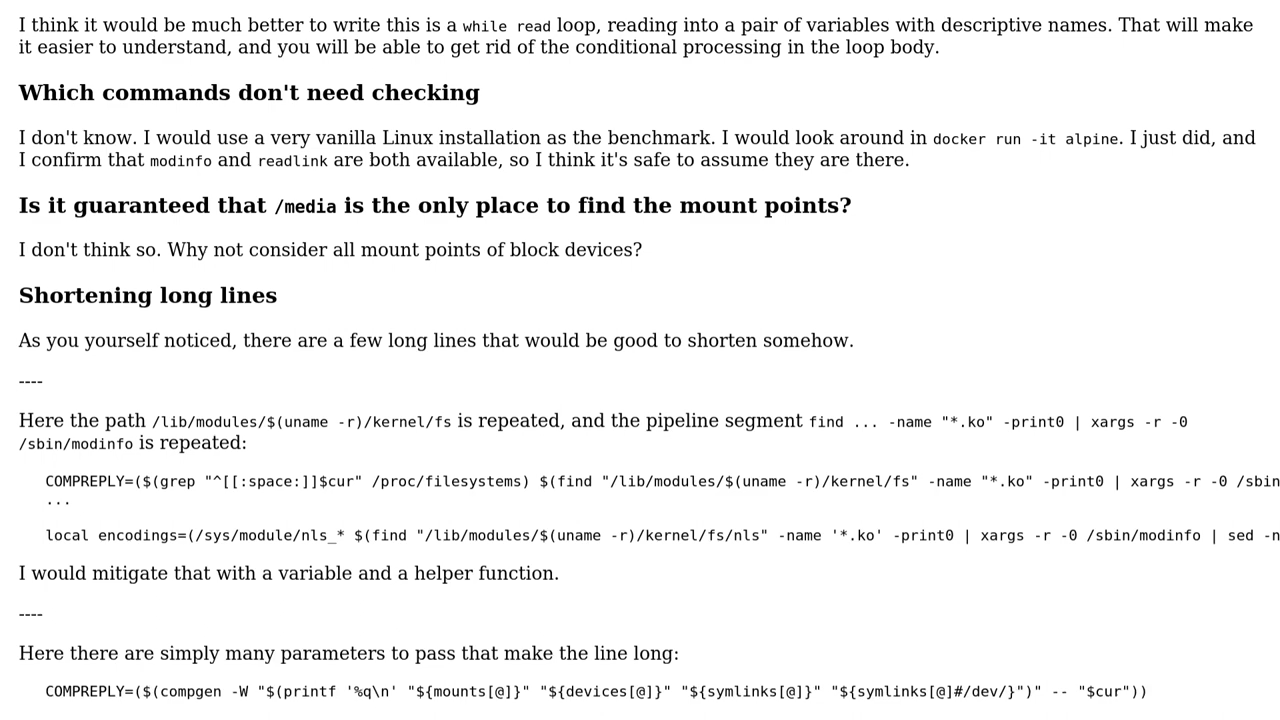 I think it would be much better to write this is a while read loop, reading into a pair of variables with descriptive names. That will make
it easier to understand, and you will be able to get rid of the conditional processing in the loop body.
Which commands don't need checking
I don't know. I would use a very vanilla Linux installation as the benchmark. I would look around in docker run -it alpine. I just did, and
I confirm that modinfo and readlink are both available, so I think it's safe to assume they are there.
Is it guaranteed that /media is the only place to find the mount points?
I don't think so. Why not consider all mount points of block devices?
Shortening long lines
As you yourself noticed, there are a few long lines that would be good to shorten somehow.
----
Here the path /lib/modules/$(uname -r)/kernel/fs is repeated, and the pipeline segment find ... -name "*.ko" -print0 | xargs -r -0
/sbin/modinfo is repeated:
COMPREPLY=($(grep "^[[:space:]]$cur" /proc/filesystems) $(find "/lib/modules/$(uname -r)/kernel/fs" -name "*.ko" -print0 | xargs -r -0 /sbin
...
local encodings=(/sys/module/nls_* $(find "/lib/modules/$(uname -r)/kernel/fs/nls" -name '*.ko' -print0 | xargs -r -0 /sbin/modinfo | sed -n
I would mitigate that with a variable and a helper function.
----
Here there are simply many parameters to pass that make the line long:
COMPREPLY=($(compgen -W "$(printf '%q\n' "${mounts[@]}" "${devices[@]}" "${symlinks[@]}" "${symlinks[@]#/dev/}")" -- "$cur"))